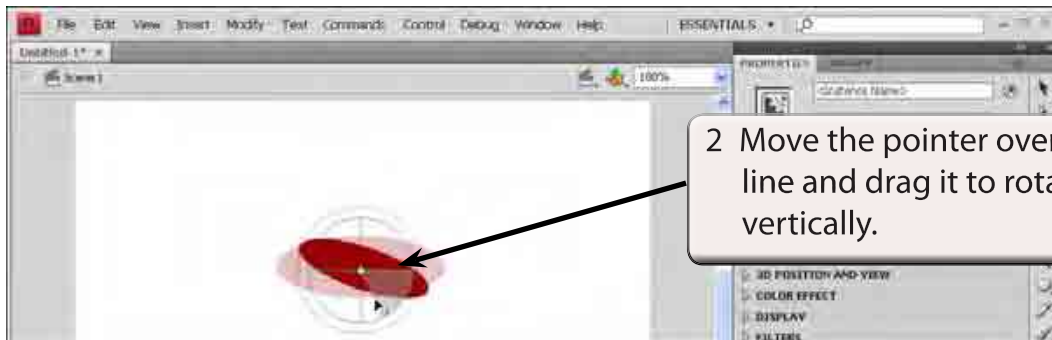 File Edit View Insert Modify Text Commands Control Debug Window Help ESSENTIALS
Untitled-1*
Scene 1 100%
PROPERTIES
<Instance Name>
2 Move the pointer over
line and drag it to rota
vertically.
3D POSITION AND VIEW
COLOR EFFECT
DISPLAY
FILTERS